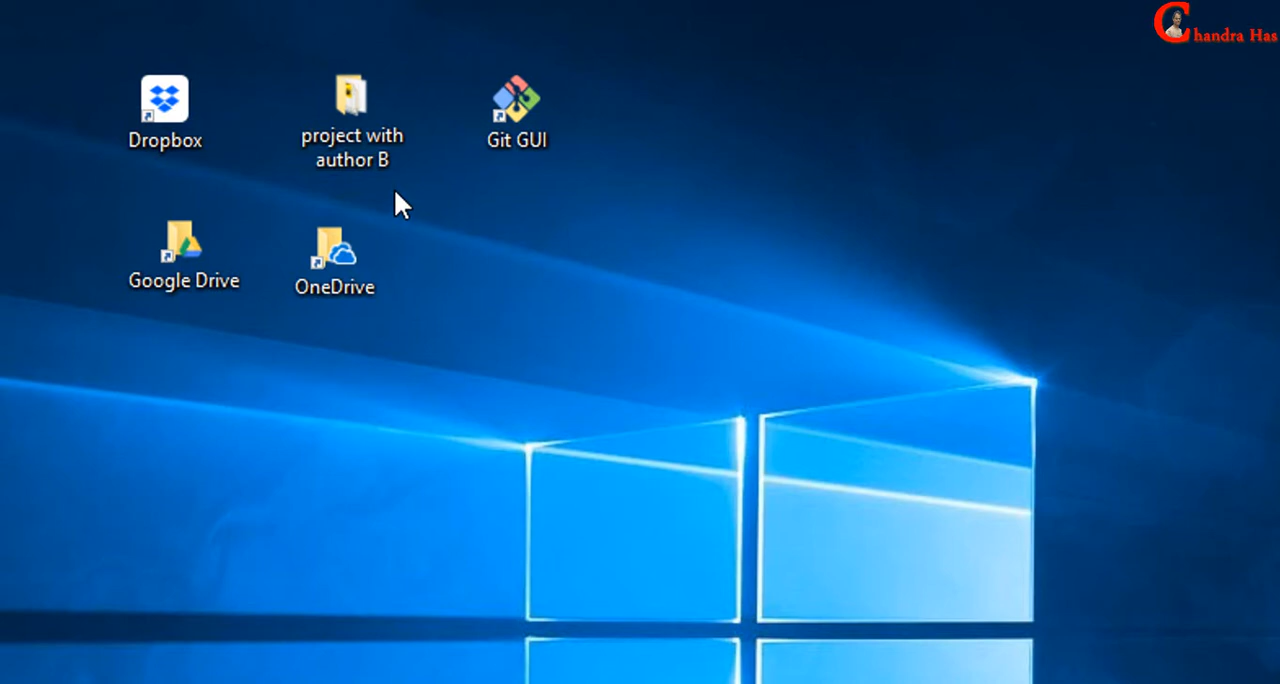 Chandra Has
Dropbox
project with
author B
Git GUI
Google Drive
OneDrive